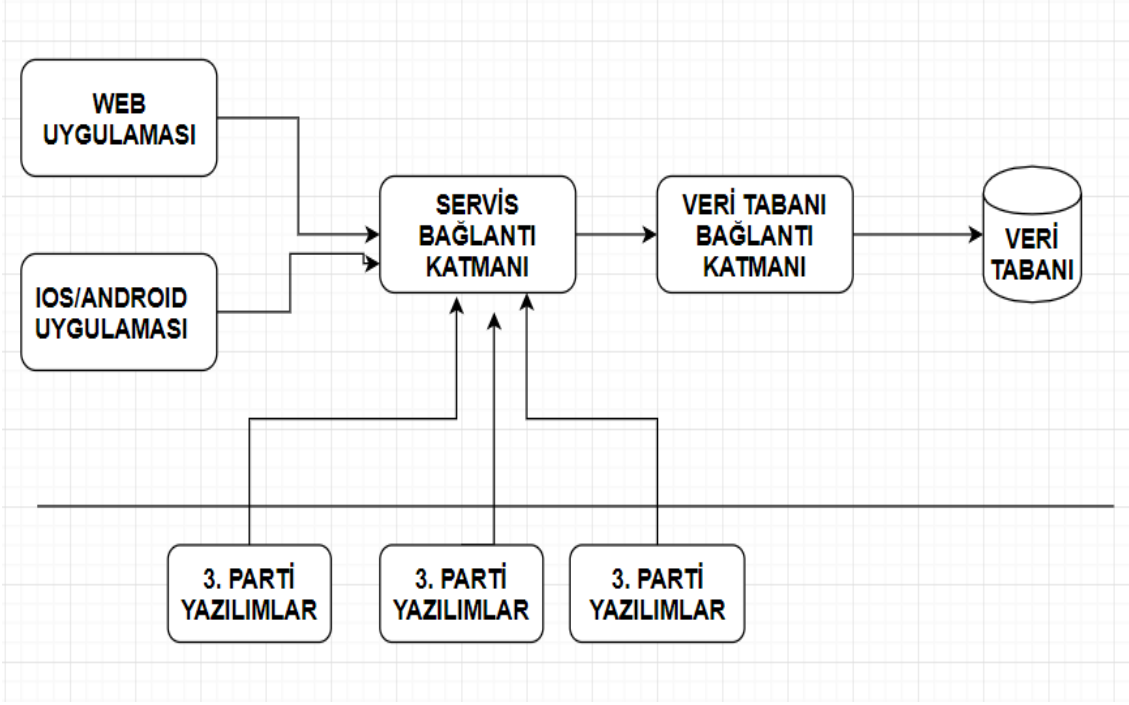 WEB
UYGULAMASI
IOS/ANDROID
UYGULAMASI
SERVİS
BAĞLANTI
KATMANI
VERİ TABANI
BAĞLANTI
KATMANI
VERİ
TABANI
3. PARTİ
YAZILIMLAR
3. PARTİ
YAZILIMLAR
3. PARTİ
YAZILIMLAR